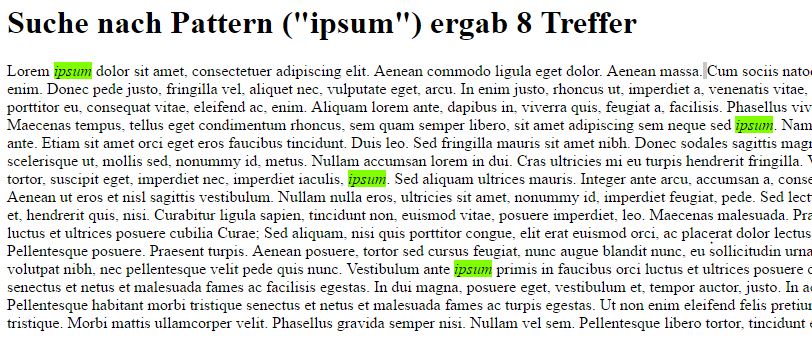 Suche nach Pattern ("ipsum") ergab 8 Treffer
Lorem ipsum dolor sit amet, consectetuer adipiscing elit. Aenean commodo ligula eget dolor. Aenean massa. Cum sociis nato
enim. Donec pede justo, fringilla vel, aliquet nec, vulputate eget, arcu. In enim justo, rhoncus ut, imperdiet a, venenatis vitae,
porttitor eu, consequat vitae, eleifend ac, enim. Aliquam lorem ante, dapibus in, viverra quis, feugiat a, facilisis. Phasellus viv
Maecenas tempus, tellus eget condimentum rhoncus, sem quam semper libero, sit amet adipiscing sem neque sed ipsum. Nam
ante. Etiam sit amet orci eget eros faucibus tincidunt. Duis leo. Sed fringilla mauris sit amet nibh. Donec sodales sagittis magn
scelerisque ut, mollis sed, nonummy id, metus. Nullam accumsan lorem in dui. Cras ultricies mi eu turpis hendrerit fringilla. V
tortor, suscipit eget, imperdiet nec, imperdiet iaculis, ipsum. Sed aliquam ultrices mauris. Integer ante arcu, accumsan a, conse
Aenean ut eros et nisl sagittis vestibulum. Nullam nulla eros, ultricies sit amet, nonummy id, imperdiet feugiat, pede. Sed lect
et, hendrerit quis, nisi. Curabitur ligula sapien, tincidunt non, euismod vitae, posuere imperdiet, leo. Maecenas malesuada. Pra
luctus et ultrices posuere cubilia Curae; Sed aliquam, nisi quis porttitor congue, elit erat euismod orci, ac placerat dolor lectus
Pellentesque posuere. Praesent turpis. Aenean posuere, tortor sed cursus feugiat, nunc augue blandit nunc, eu sollicitudin urna
volutpat nibh, nec pellentesque velit pede quis nunc. Vestibulum ante ipsum primis in faucibus orci luctus et ultrices posuere c
senectus et netus et malesuada fames ac facilisis egestas. In dui magna, posuere eget, vestibulum et, tempor auctor, justo. In ac
Pellentesque habitant morbi tristique senectus et netus et malesuada fames ac turpis egestas. Ut non enim eleifend felis pretiu
tristique. Morbi mattis ullamcorper velit. Phasellus gravida semper nisi. Nullam vel sem. Pellentesque libero tortor, tincidunt e